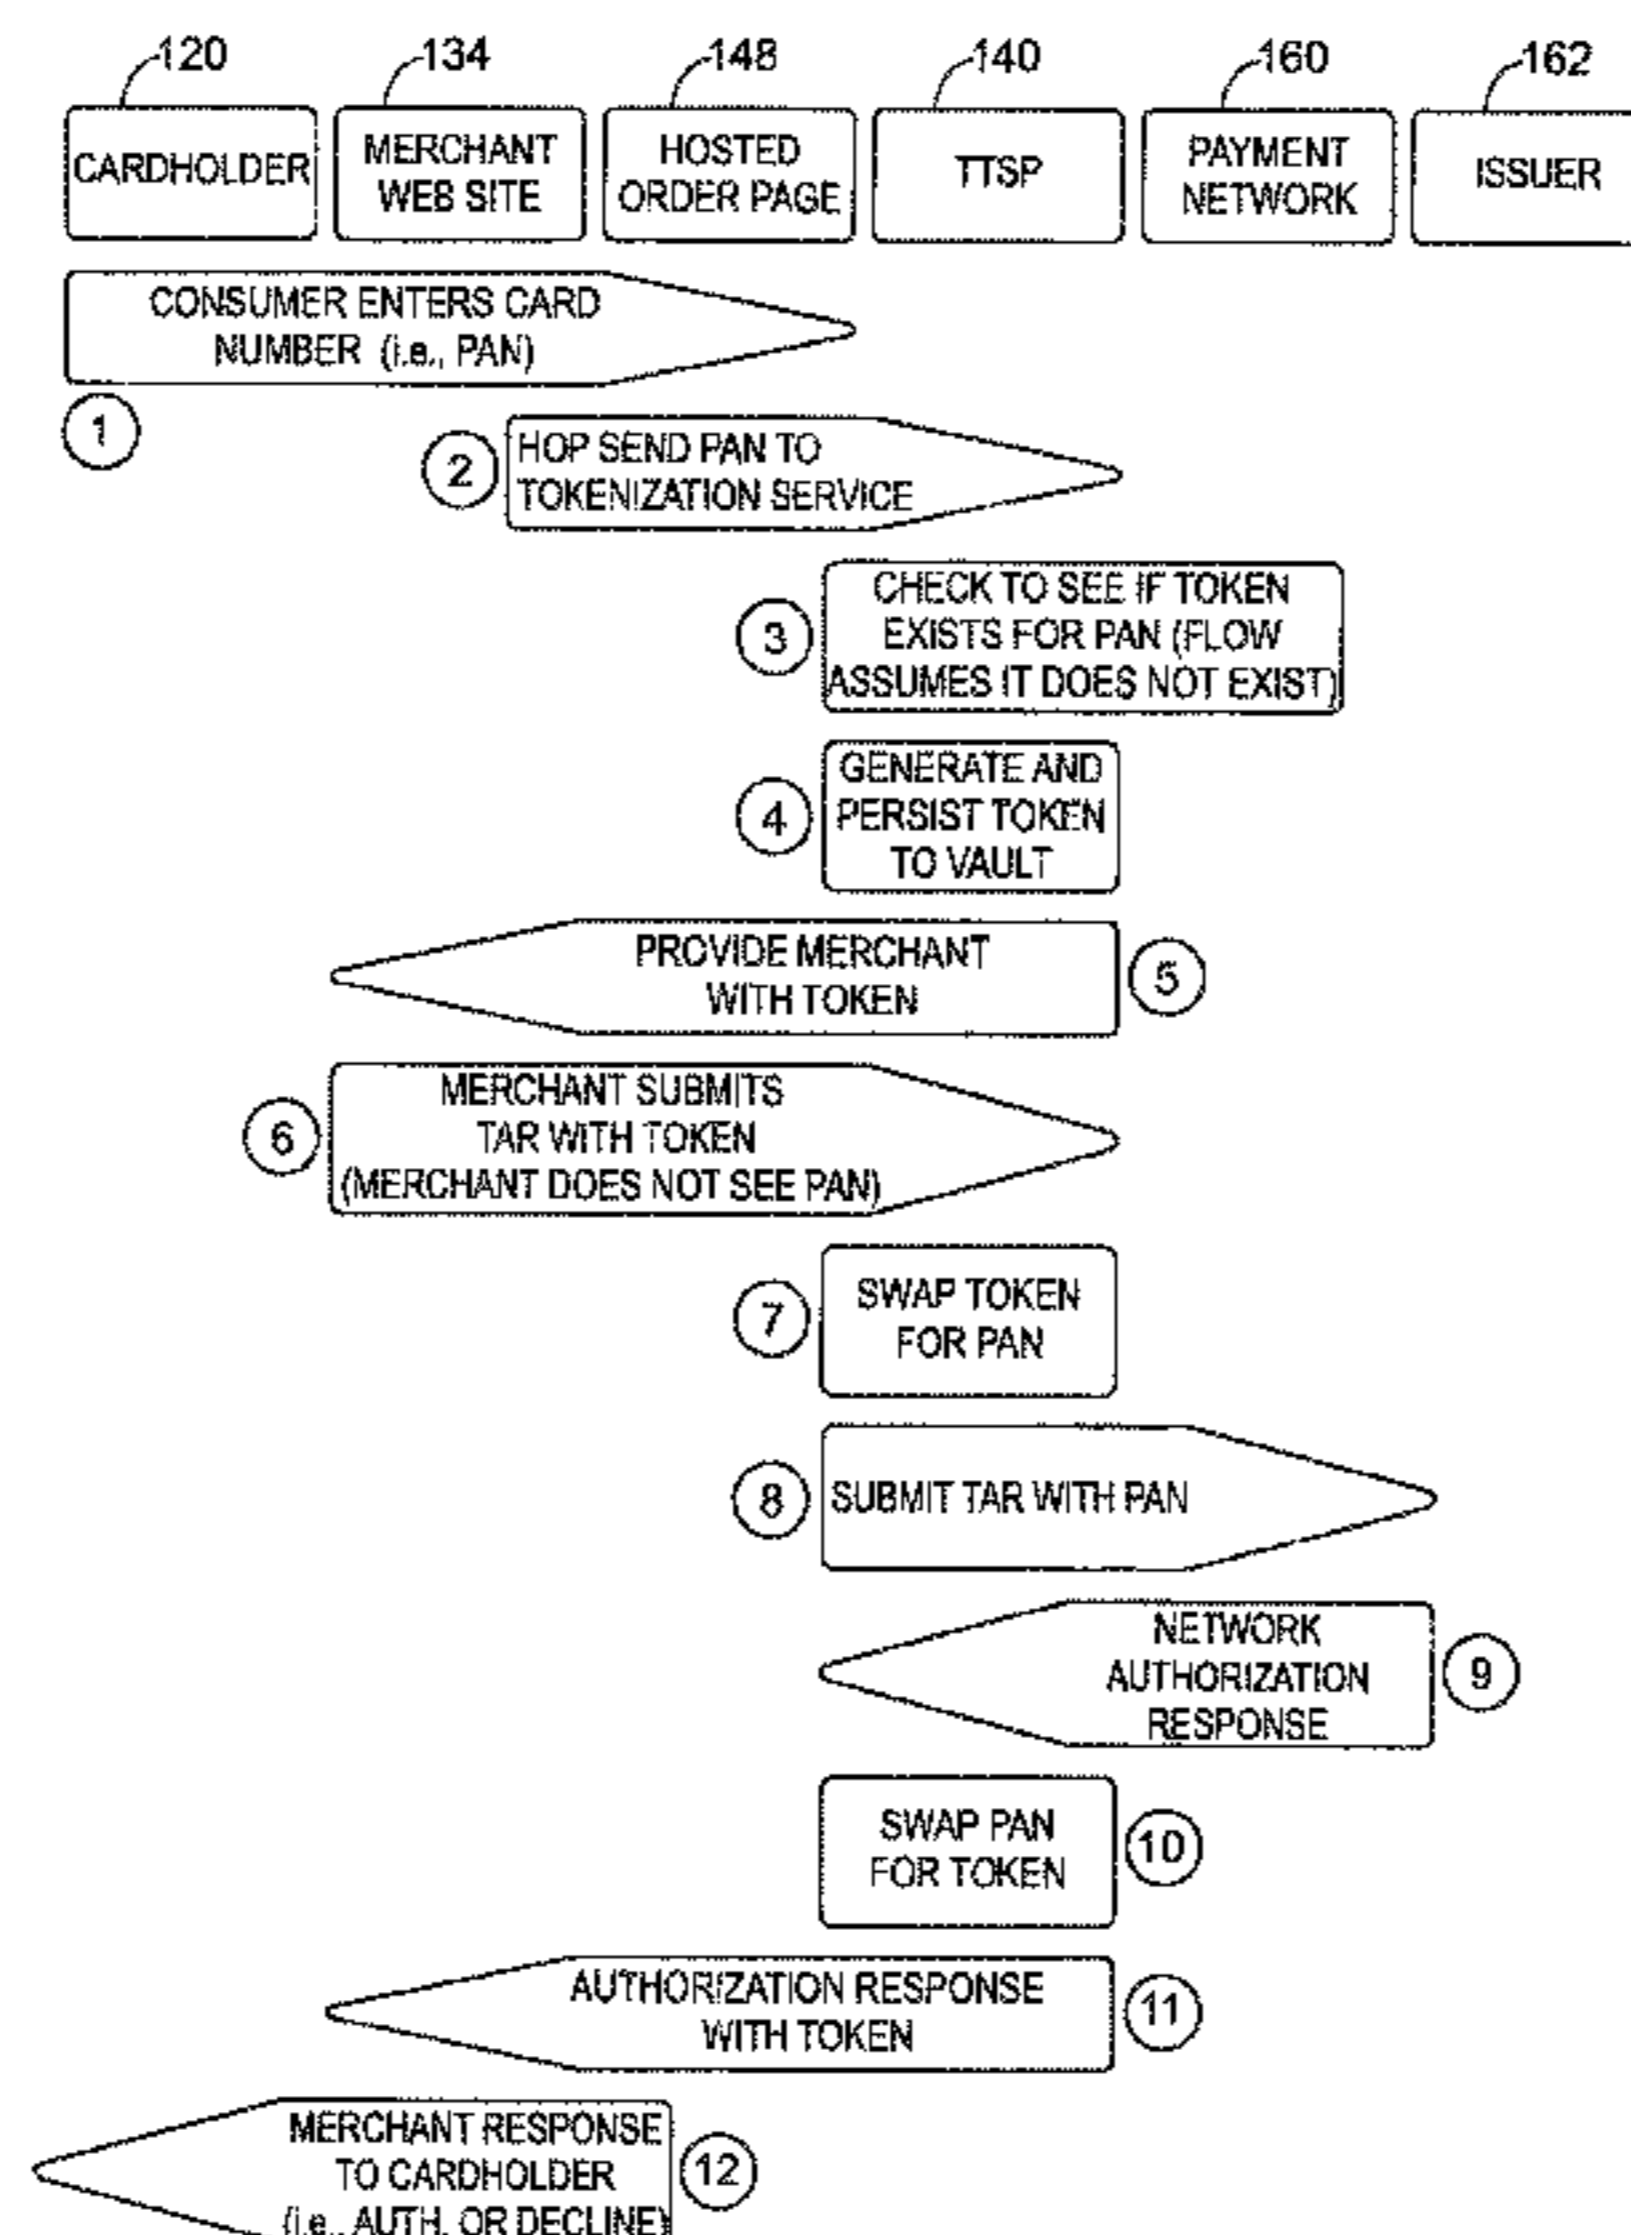 120
134
148
140
160
162
CARDHOLDER
MERCHANT
WEB SITE
HOSTED
ORDER PAGE
TTSP
PAYMENT
NETWORK
ISSUER
CONSUMER ENTERS CARD
NUMBER (i.e., PAN)
1
2
HOP SEND PAN TO
TOKENIZATION SERVICE
3
CHECK TO SEE IF TOKEN
EXISTS FOR PAN (FLOW
ASSUMES IT DOES NOT EXIST)
4
GENERATE AND
PERSIST TOKEN
TO VAULT
PROVIDE MERCHANT
WITH TOKEN
5
6
MERCHANT SUBMITS
TAR WITH TOKEN
(MERCHANT DOES NOT SEE PAN)
7
SWAP TOKEN
FOR PAN
8
SUBMIT TAR WITH PAN
NETWORK
AUTHORIZATION
RESPONSE
9
SWAP PAN
FOR TOKEN
10
AUTHORIZATION RESPONSE
WITH TOKEN
11
MERCHANT RESPONSE
TO CARDHOLDER
(i.e., AUTH. OR DECLINE)
12